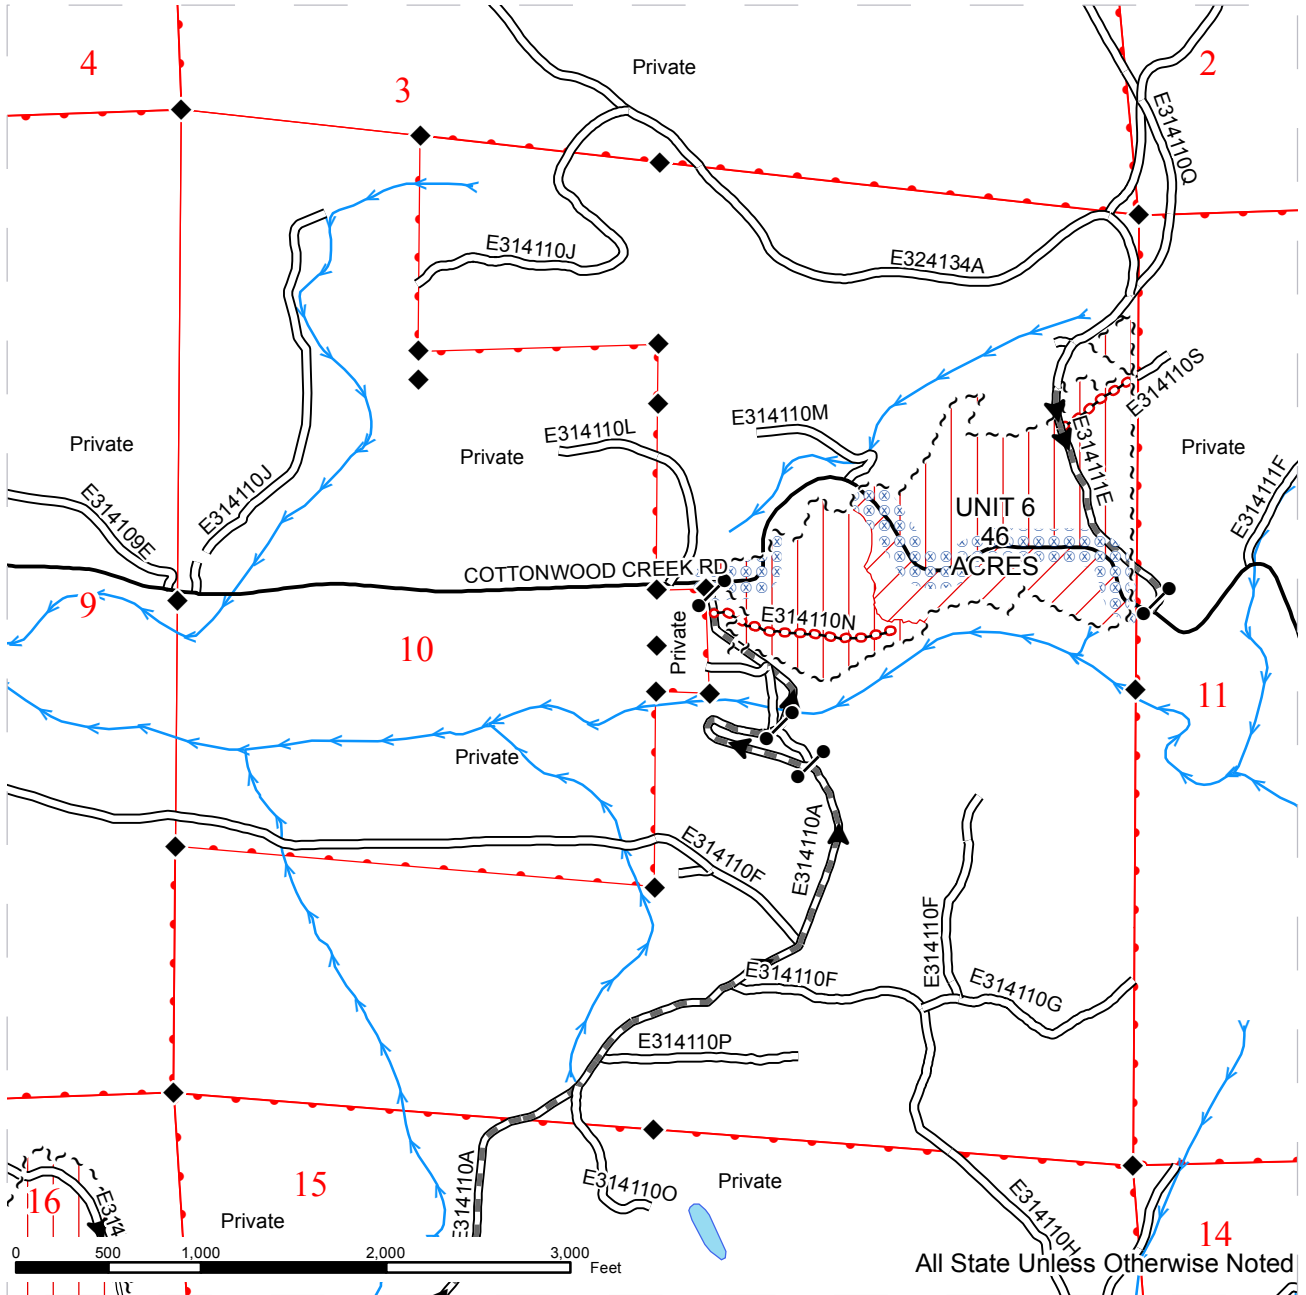 4
3
Private
2
E314110Q
E314110J
E324134A
E314110S
E314110M
E314110L
Private
Private
E314111E
Private
E314111F
E314110J
E314109E
UNIT 6
46
ACRES
COTTONWOOD CREEK RD
9
10
Private
E314110N
11
Private
E314110A
E314110F
E314110F
E314110F
E314110G
E314110P
E314110A
E314110O
Private
E314110H
16
E314
15
Private
14
0 500 1,000 2,000 3,000
Feet
All State Unless Otherwise Noted